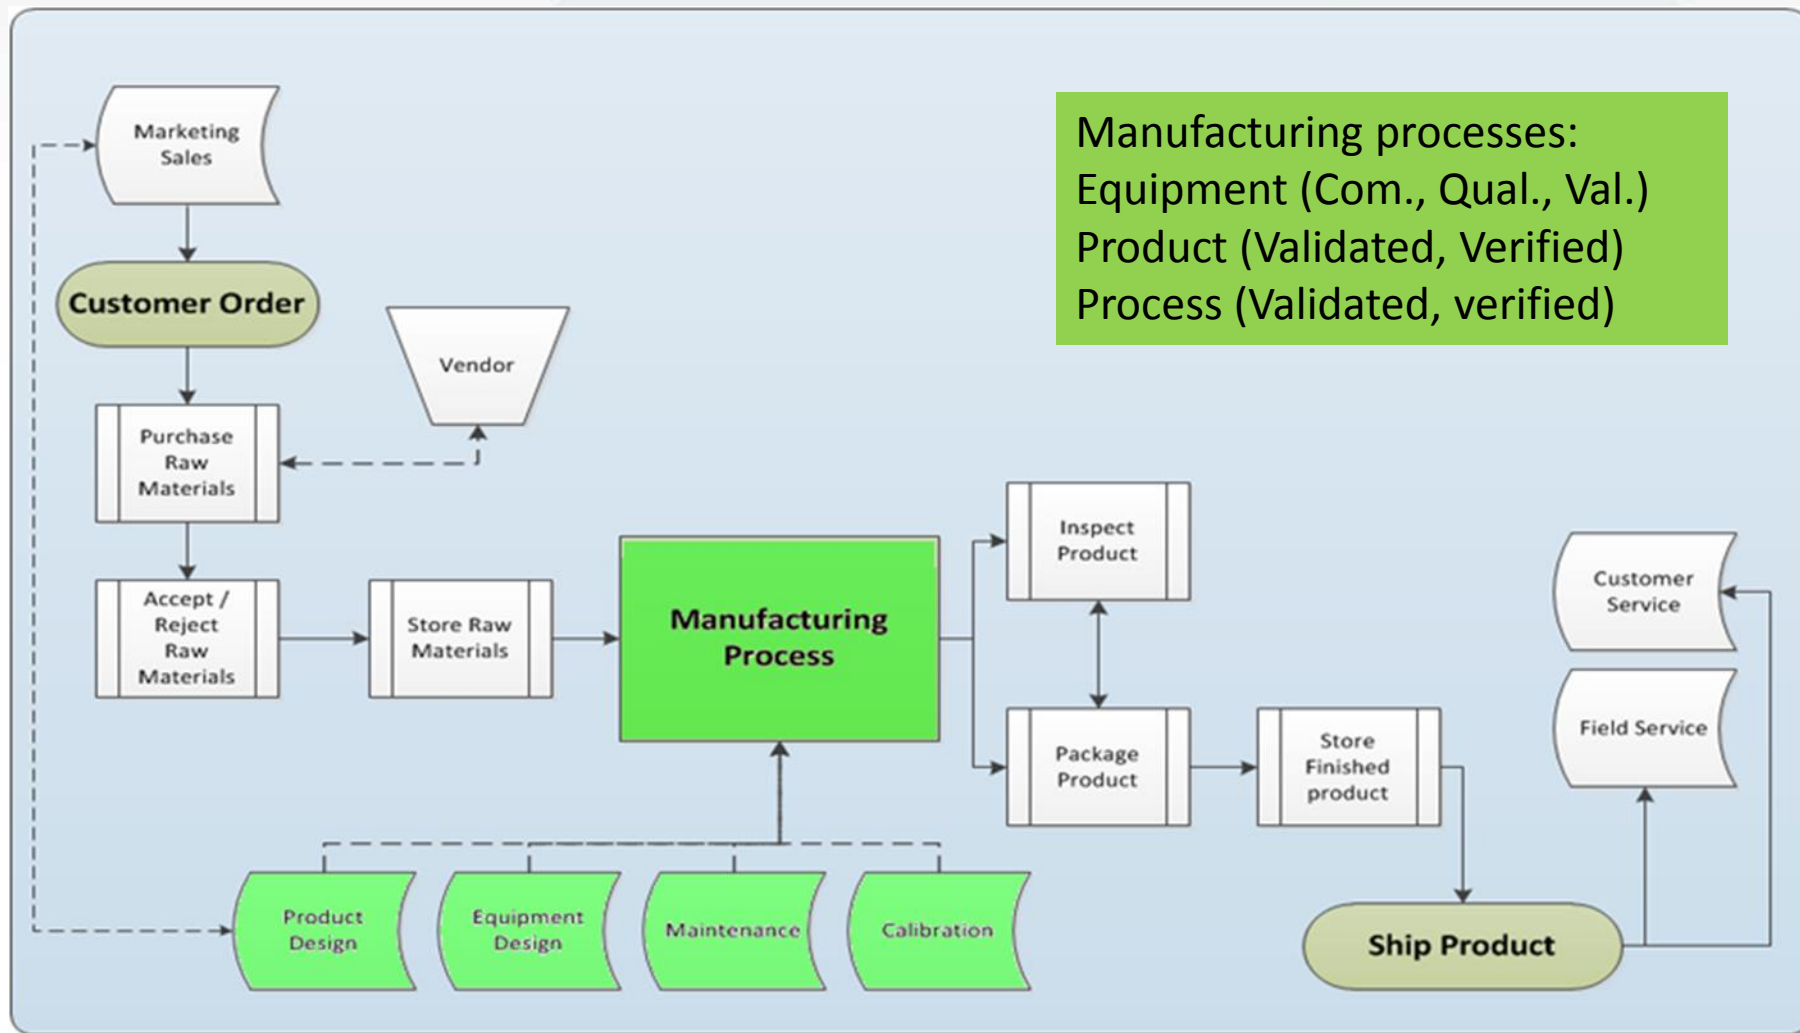 Marketing
Sales
Manufacturing processes:
Equipment (Com., Qual., Val.)
Product (Validated, Verified)
Process (Validated, verified)
Customer Order
Vendor
Purchase
Raw
Materials
Accept /
Reject
Raw
Materials
Store Raw
Materials
Manufacturing
Process
Inspect
Product
Package
Product
Store
Finished
product
Customer
Service
Field Service
Product
Design
Equipment
Design
Maintenance
Calibration
Ship Product